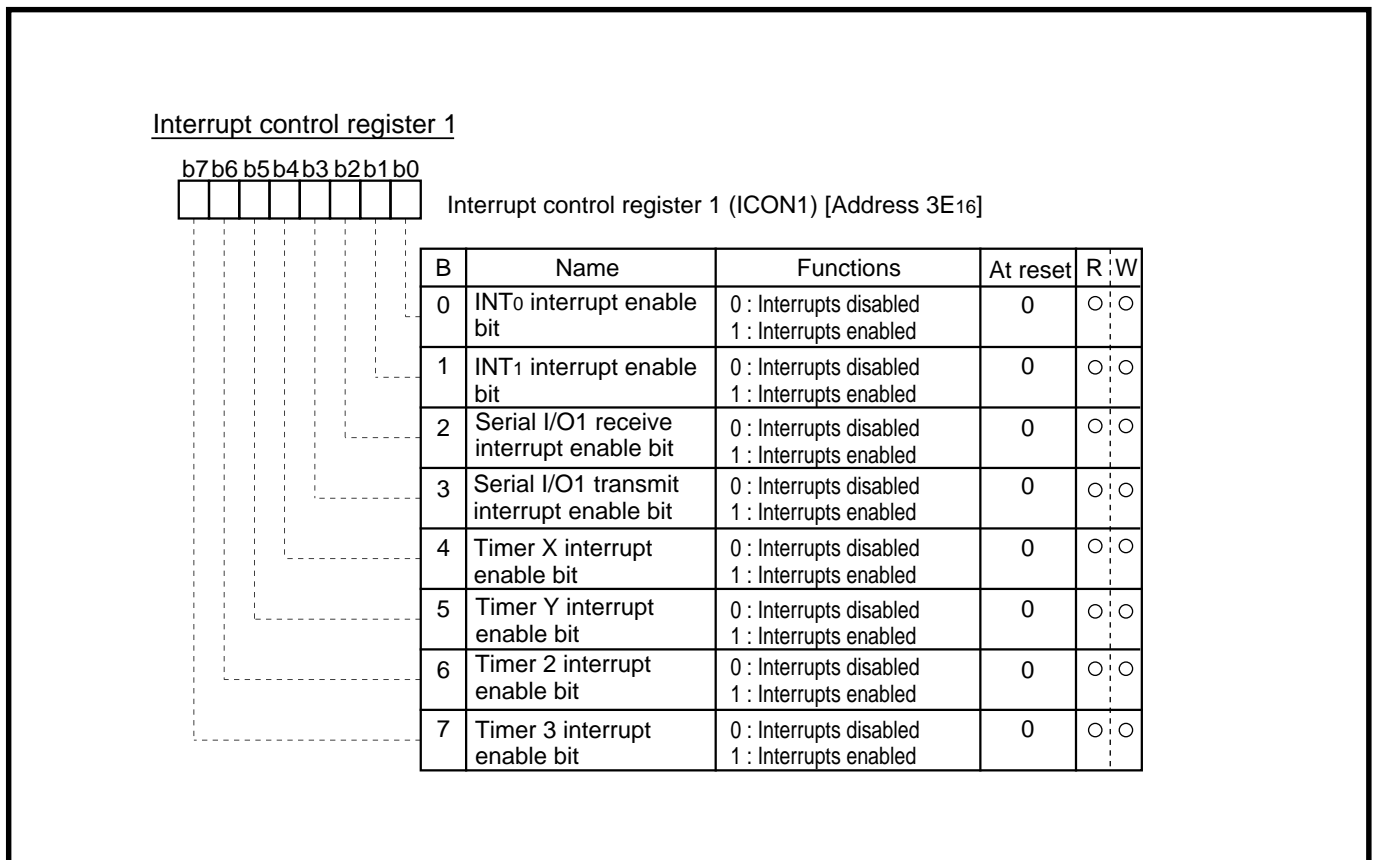 Interrupt control register 1
b7 b6 b5 b4 b3 b2 b1 b0
Interrupt control register 1 (ICON1) [Address 3E16]
B Name Functions At reset R W
0 INT0 interrupt enable bit 0 : Interrupts disabled 1 : Interrupts enabled 0 ○ ○
1 INT1 interrupt enable bit 0 : Interrupts disabled 1 : Interrupts enabled 0 ○ ○
2 Serial I/O1 receive interrupt enable bit 0 : Interrupts disabled 1 : Interrupts enabled 0 ○ ○
3 Serial I/O1 transmit interrupt enable bit 0 : Interrupts disabled 1 : Interrupts enabled 0 ○ ○
4 Timer X interrupt enable bit 0 : Interrupts disabled 1 : Interrupts enabled 0 ○ ○
5 Timer Y interrupt enable bit 0 : Interrupts disabled 1 : Interrupts enabled 0 ○ ○
6 Timer 2 interrupt enable bit 0 : Interrupts disabled 1 : Interrupts enabled 0 ○ ○
7 Timer 3 interrupt enable bit 0 : Interrupts disabled 1 : Interrupts enabled 0 ○ ○